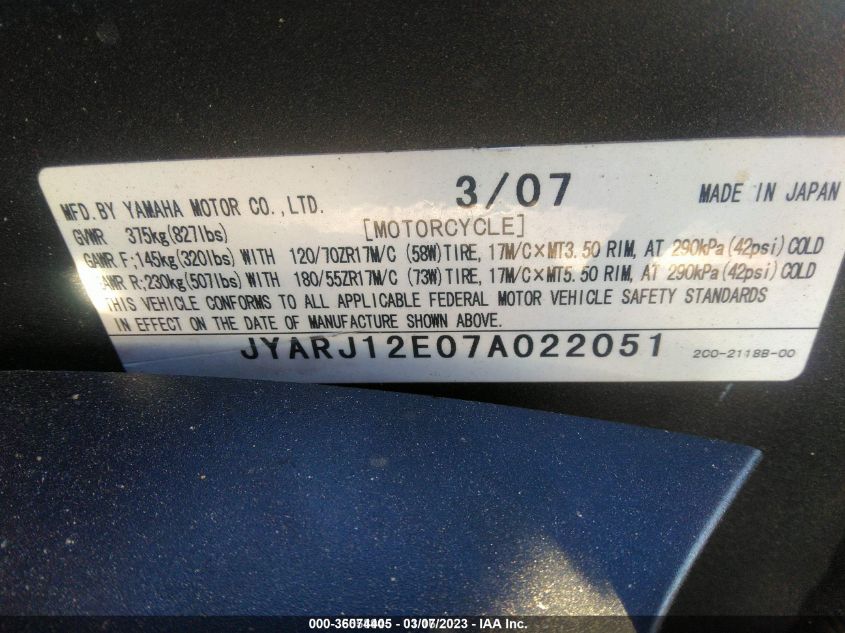 MFD. BY YAMAHA MOTOR CO., LTD. 3/07 MADE IN JAPAN
GVWR 375kg(827lbs) [MOTORCYCLE]
GAWR F:145kg(320lbs) WITH 120/70ZR17M/C (58W)TIRE, 17M/C×MT3.50 RIM, AT 290kPa(42psi)COLD
GAWR R:230kg(507lbs) WITH 180/55ZR17M/C (73W)TIRE, 17M/C×MT5.50 RIM, AT 290kPa(42psi)COLD
THIS VEHICLE CONFORMS TO ALL APPLICABLE FEDERAL MOTOR VEHICLE SAFETY STANDARDS
IN EFFECT ON THE DATE OF MANUFACTURE SHOWN ABOVE.
JYARJ12E07A022051 2C0-2118B-00
000-36074405 - 03/07/2023 - © IAA Inc.